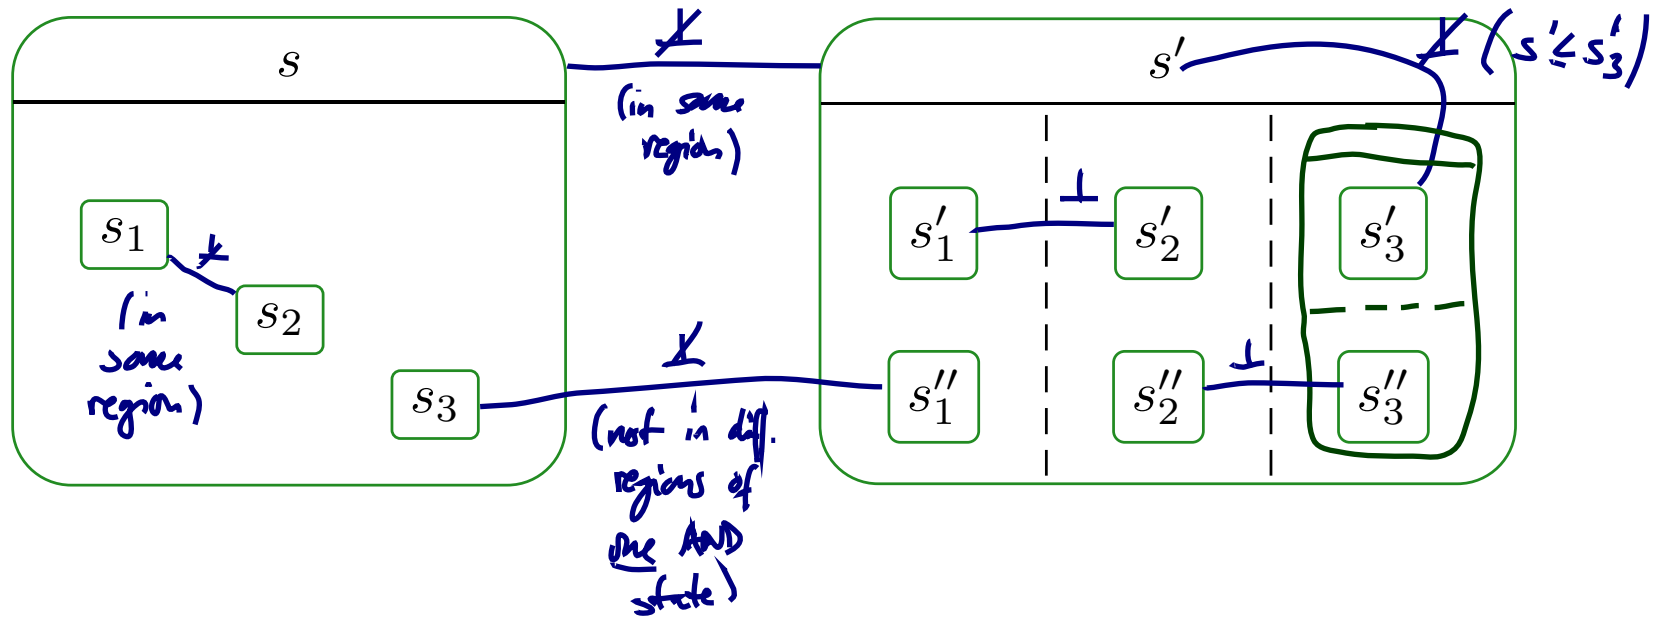 s
⊥̸
(in same
region)
s′
⊥̸ (s′ ≤ s′₃)
s₁
⊥̸
s₂
(in
same
region)
s₃
⊥̸
(not in diff.
regions of
one AND
state)
s′₁
⊥
s′₂
s′₃
s″₁
s″₂
⊥
s″₃